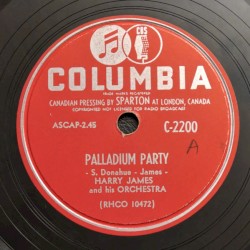 CBS
COLUMBIA
TRADE MARKS REGISTERED
CANADIAN PRESSING BY SPARTON AT LONDON, CANADA
NOT LICENSED FOR RADIO BROADCAST
ASCAP-2.45
C-2200
A
PALLADIUM PARTY
- S. Donahue - James -
HARRY JAMES
and his ORCHESTRA
(RHCO 10472)